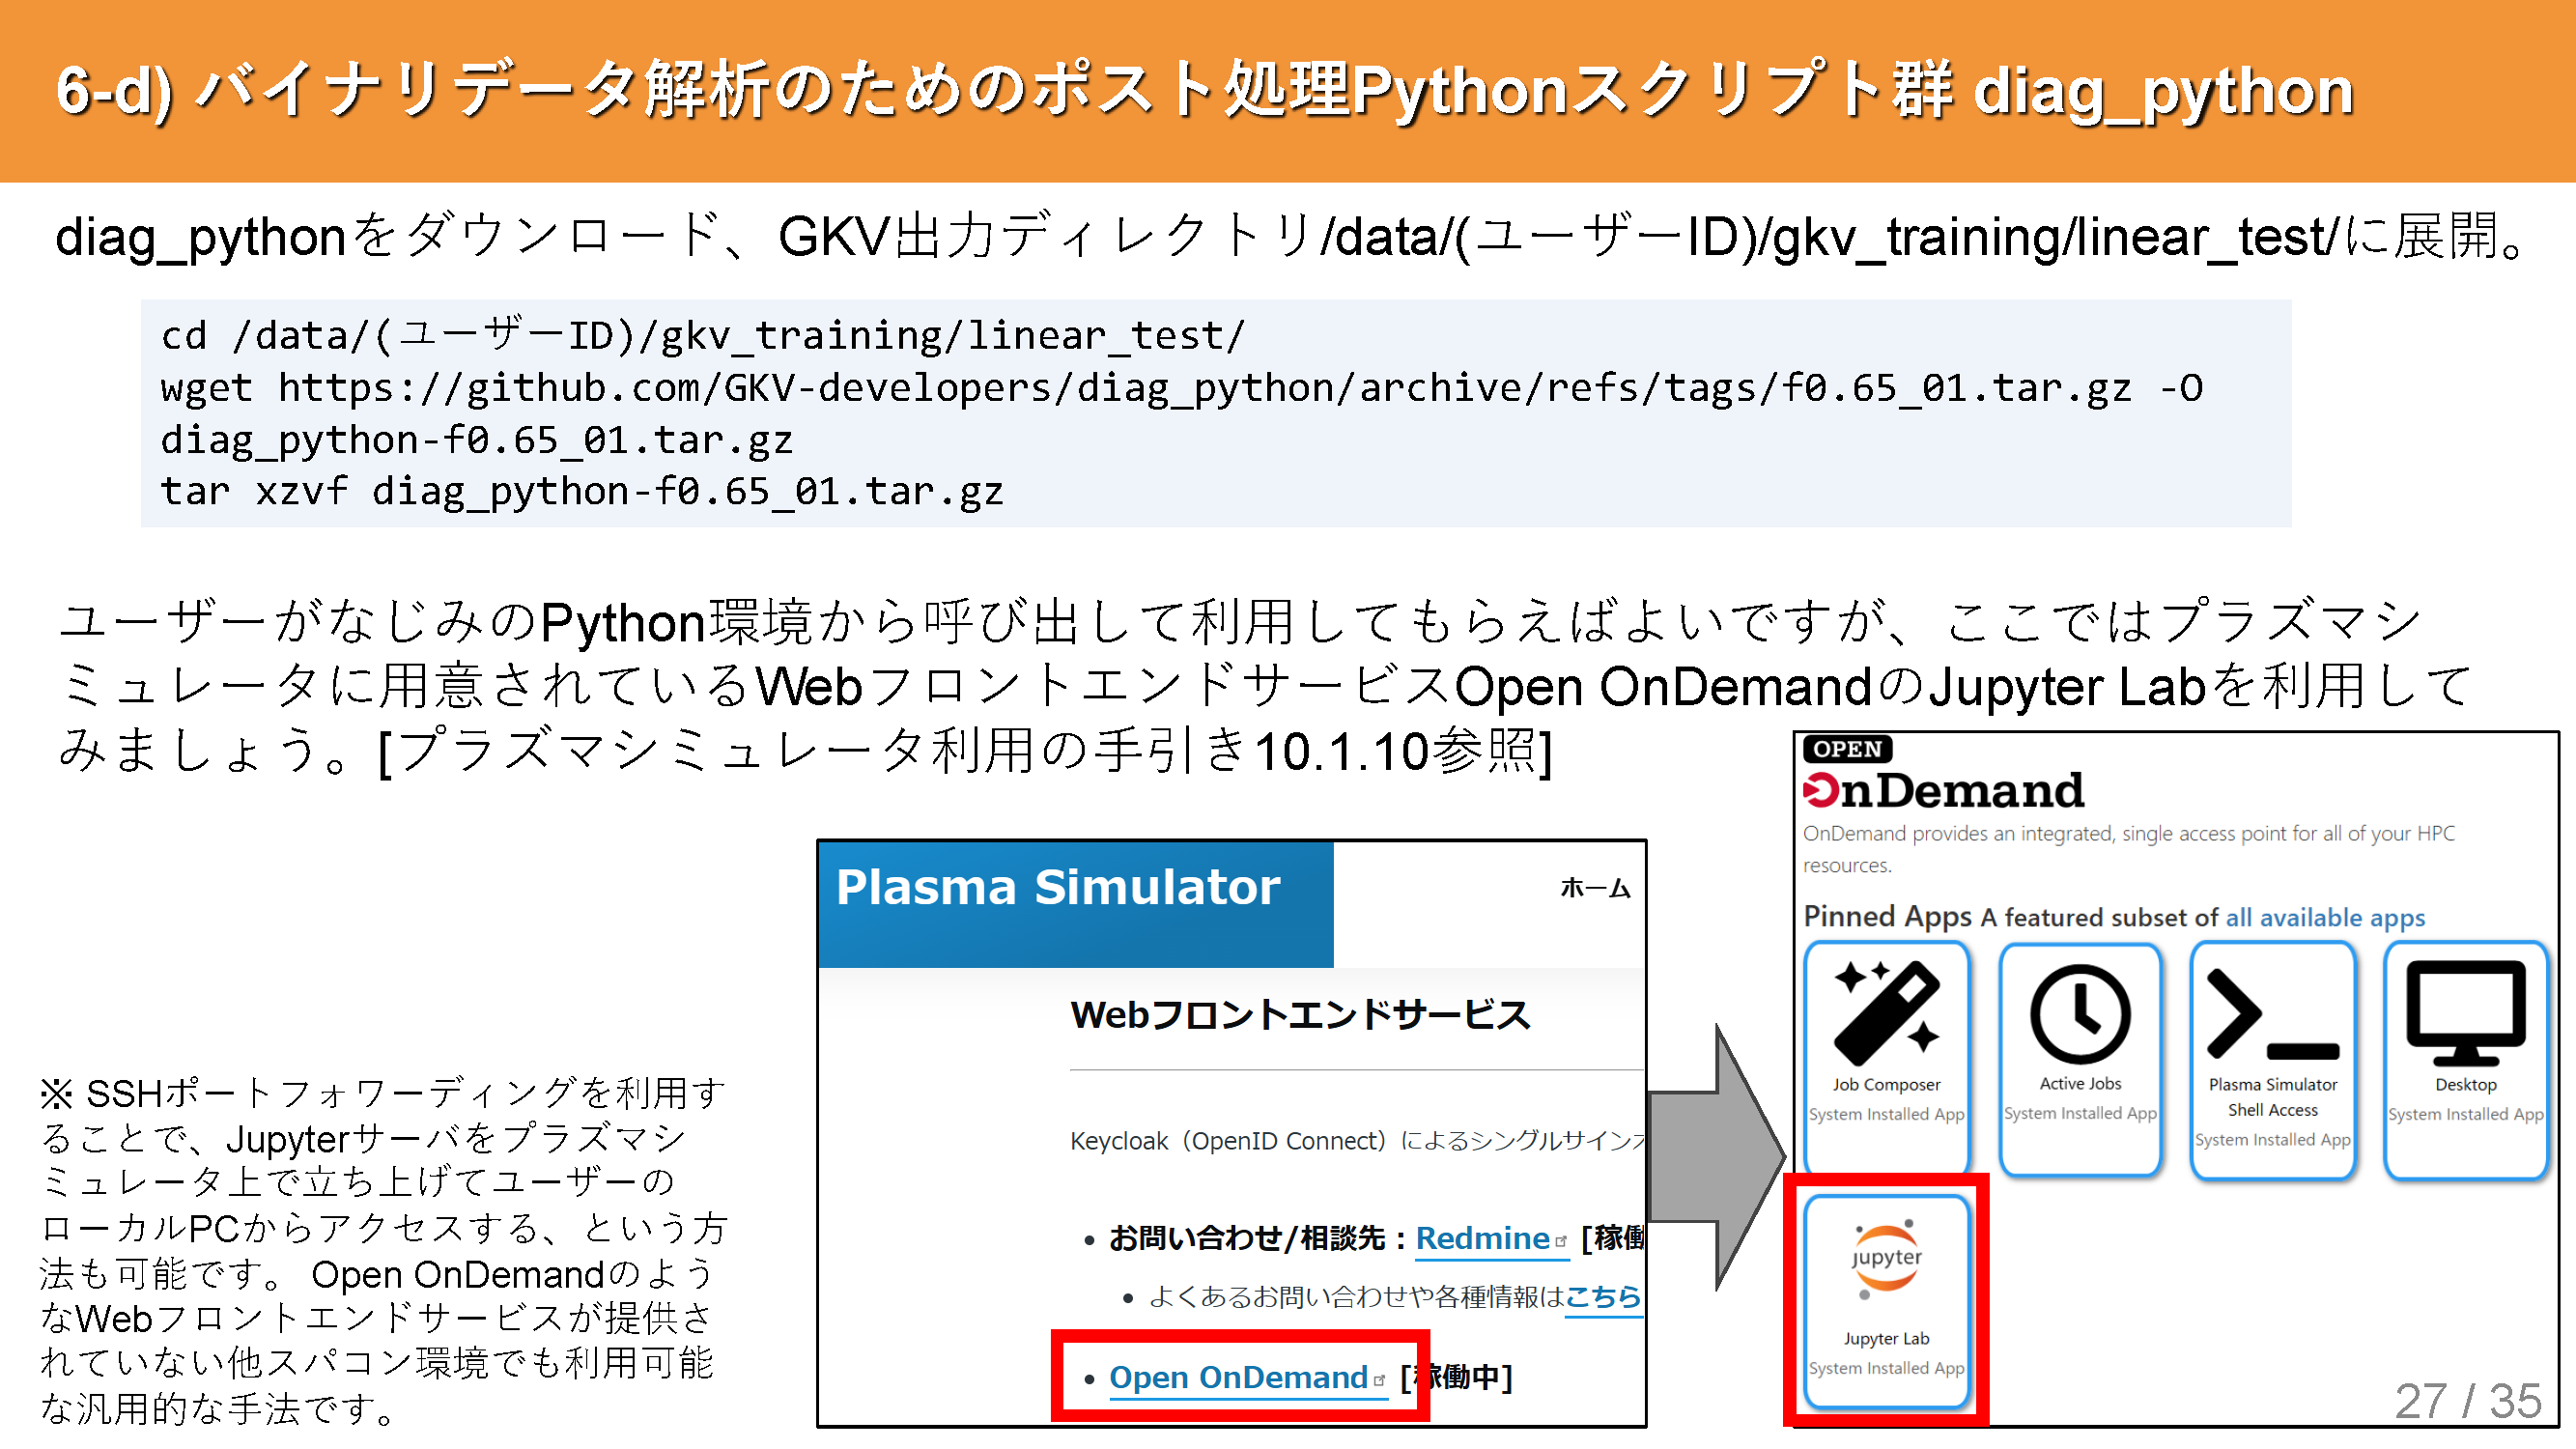 6-d) バイナリデータ解析のためのポスト処理Pythonスクリプト群 diag_python
diag_pythonをダウンロード、GKV出力ディレクトリ/data/(ユーザーID)/gkv_training/linear_test/に展開。
cd /data/(ユーザーID)/gkv_training/linear_test/
wget https://github.com/GKV-developers/diag_python/archive/refs/tags/f0.65_01.tar.gz -O
diag_python-f0.65_01.tar.gz
tar xzvf diag_python-f0.65_01.tar.gz
ユーザーがなじみのPython環境から呼び出して利用してもらえばよいですが、ここではプラズマシ
ミュレータに用意されているWebフロントエンドサービスOpen OnDemandのJupyter Labを利用して
みましょう。[プラズマシミュレータ利用の手引き10.1.10参照]
※ SSHポートフォワーディングを利用す
ることで、Jupyterサーバをプラズマシ
ミュレータ上で立ち上げてユーザーの
ローカルPCからアクセスする、という方
法も可能です。 Open OnDemandのよう
なWebフロントエンドサービスが提供さ
れていない他スパコン環境でも利用可能
な汎用的な手法です。
Plasma Simulator
ホーム
Webフロントエンドサービス
Keycloak（OpenID Connect）によるシングルサインオ
• お問い合わせ/相談先：Redmine [稼働
• よくあるお問い合わせや各種情報はこちら
• Open OnDemand [稼働中]
OPEN
OnDemand
OnDemand provides an integrated, single access point for all of your HPC
resources.
Pinned Apps A featured subset of all available apps
Job Composer
System Installed App
Active Jobs
System Installed App
Plasma Simulator
Shell Access
System Installed App
Desktop
System Installed App
jupyter
Jupyter Lab
System Installed App
27 / 35